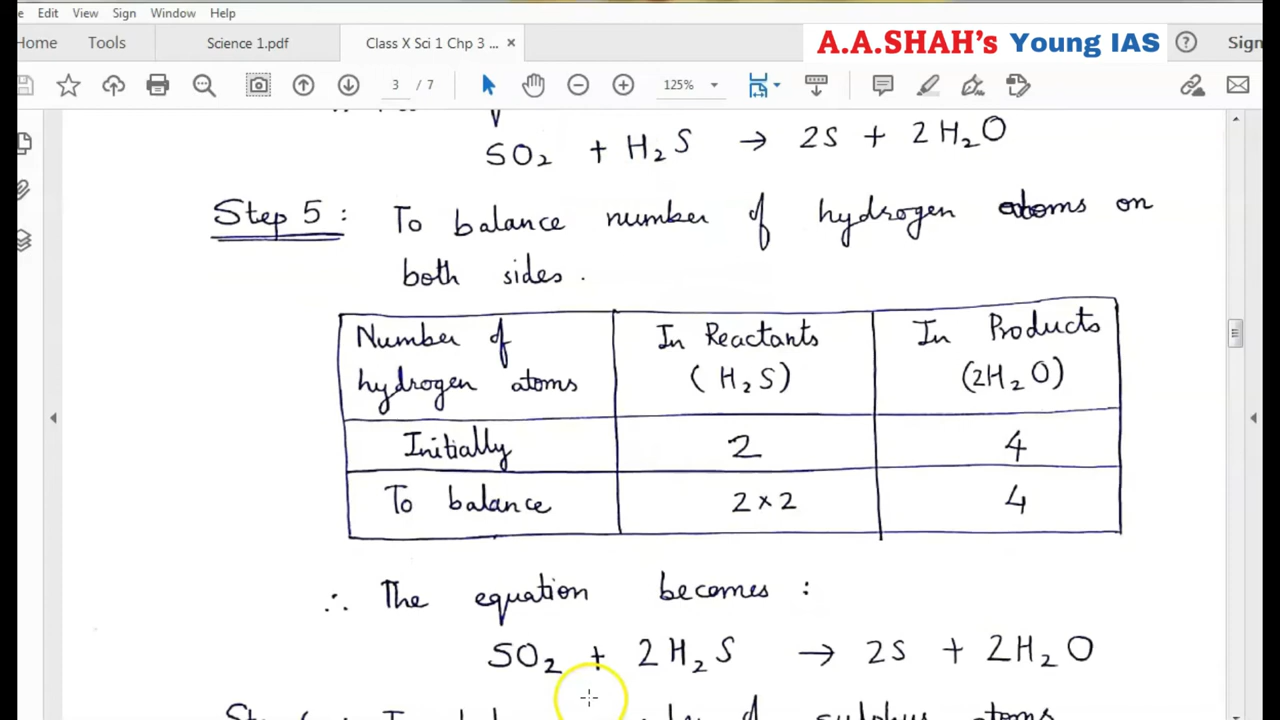 Edit View Sign Window Help
Home Tools Science 1.pdf Class X Sci 1 Chp 3 ... ×
A.A.SHAH's Young IAS
Sign
3 / 7 125%
SO₂ + H₂S → 2S + 2H₂O
Step 5 : To balance number of hydrogen atoms on
both sides.
Number of hydrogen atoms In Reactants (H₂S) In Products (2H₂O)
Initially 2 4
To balance 2 × 2 4
∴ The equation becomes :
SO₂ + 2H₂S → 2S + 2H₂O
sulphur atoms